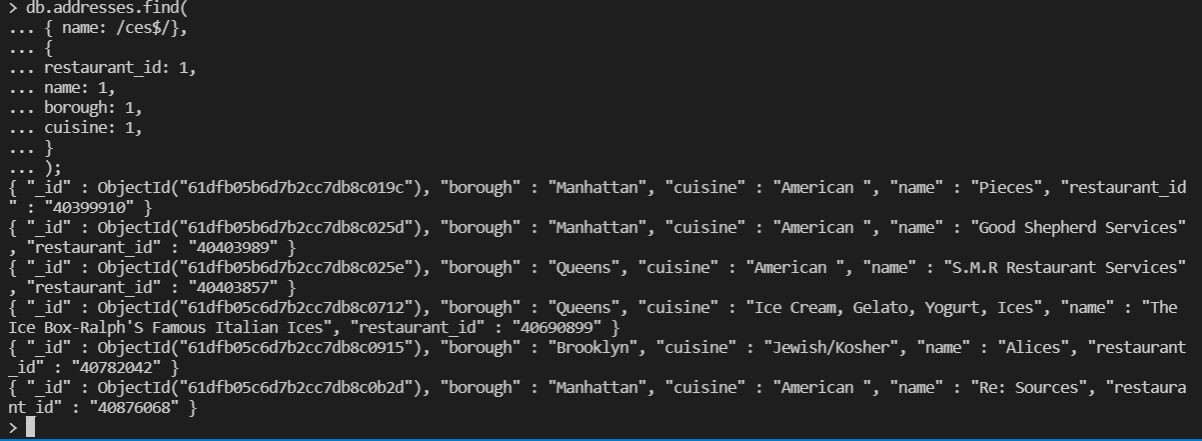 > db.addresses.find(
... { name: /ces$/},
... {
... restaurant_id: 1,
... name: 1,
... borough: 1,
... cuisine: 1,
... }
... );
{ "_id" : ObjectId("61dfb05b6d7b2cc7db8c019c"), "borough" : "Manhattan", "cuisine" : "American ", "name" : "Pieces", "restaurant_id
" : "40399910" }
{ "_id" : ObjectId("61dfb05b6d7b2cc7db8c025d"), "borough" : "Manhattan", "cuisine" : "American ", "name" : "Good Shepherd Services"
, "restaurant_id" : "40403989" }
{ "_id" : ObjectId("61dfb05b6d7b2cc7db8c025e"), "borough" : "Queens", "cuisine" : "American ", "name" : "S.M.R Restaurant Services"
, "restaurant_id" : "40403857" }
{ "_id" : ObjectId("61dfb05c6d7b2cc7db8c0712"), "borough" : "Queens", "cuisine" : "Ice Cream, Gelato, Yogurt, Ices", "name" : "The
Ice Box-Ralph'S Famous Italian Ices", "restaurant_id" : "40690899" }
{ "_id" : ObjectId("61dfb05c6d7b2cc7db8c0915"), "borough" : "Brooklyn", "cuisine" : "Jewish/Kosher", "name" : "Alices", "restaurant
_id" : "40782042" }
{ "_id" : ObjectId("61dfb05c6d7b2cc7db8c0b2d"), "borough" : "Manhattan", "cuisine" : "American ", "name" : "Re: Sources", "restaura
nt_id" : "40876068" }
>